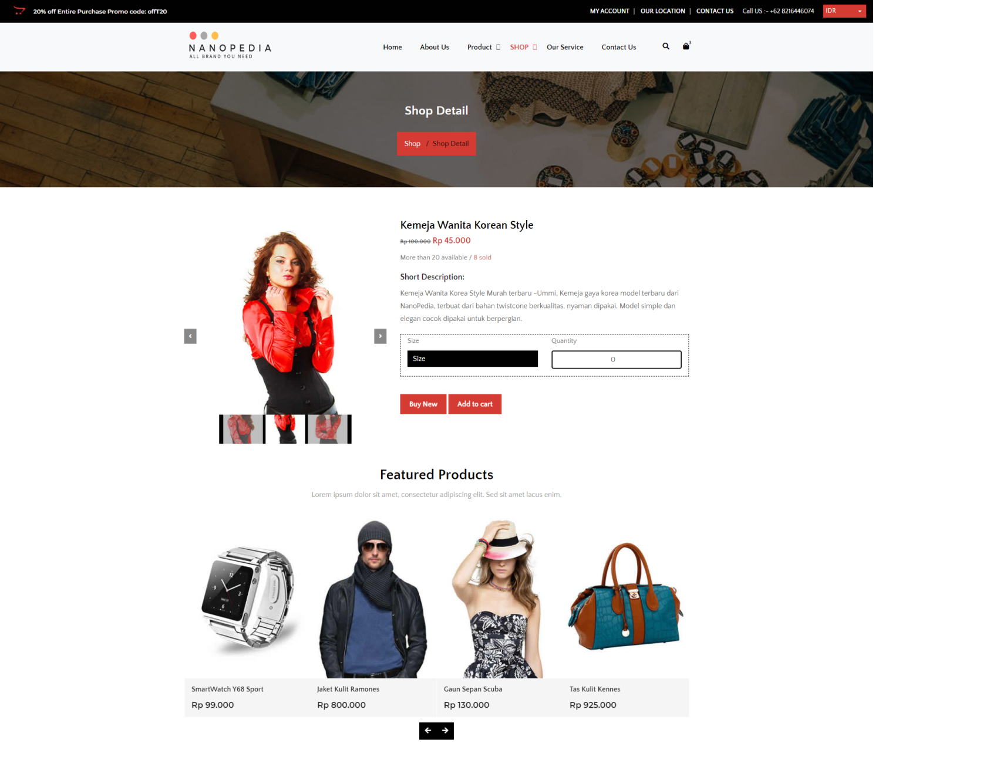 20% off Entire Purchase Promo code: offT20
MY ACCOUNT | OUR LOCATION | CONTACT US Call US :- +62 8216446074 IDR
NANOPEDIA
ALL BRAND YOU NEED
Home About Us Product SHOP Our Service Contact Us 3
Shop Detail
Shop / Shop Detail
Kemeja Wanita Korean Style
Rp 100.000 Rp 45.000
More than 20 available / 8 sold
Short Description:
Kemeja Wanita Korea Style Murah terbaru -Ummi, Kemeja gaya korea model terbaru dari
NanoPedia, terbuat dari bahan twistcone berkualitas, nyaman dipakai. Model simple dan
elegan cocok dipakai untuk berpergian.
Size Quantity
Size 0
Buy New Add to cart
Featured Products
Lorem ipsum dolor sit amet, consectetur adipiscing elit. Sed sit amet lacus enim.
12
-9 3-
6
SmartWatch Y68 Sport Jaket Kulit Ramones Gaun Sepan Scuba Tas Kulit Kennes
Rp 99.000 Rp 800.000 Rp 130.000 Rp 925.000